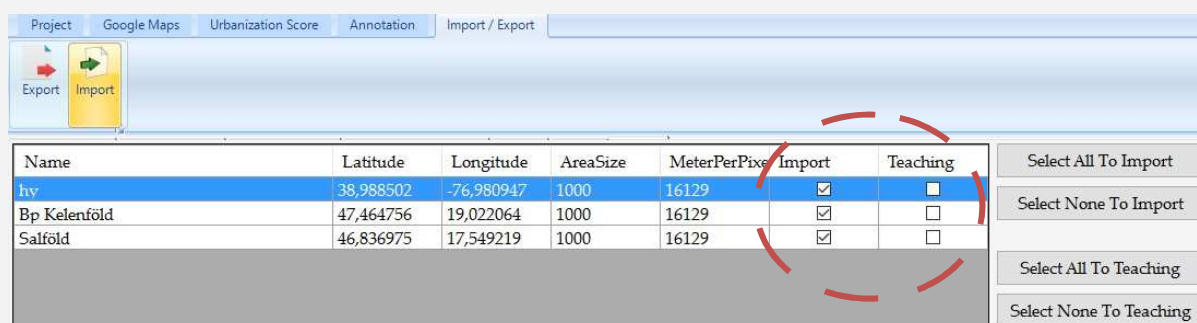 Project Google Maps Urbanization Score Annotation Import / Export
Export Import
Name Latitude Longitude AreaSize MeterPerPixe Import Teaching
hy 38,988502 -76,980947 1000 16129
Bp Kelenföld 47,464756 19,022064 1000 16129
Salföld 46,836975 17,549219 1000 16129
Select All To Import
Select None To Import
Select All To Teaching
Select None To Teaching